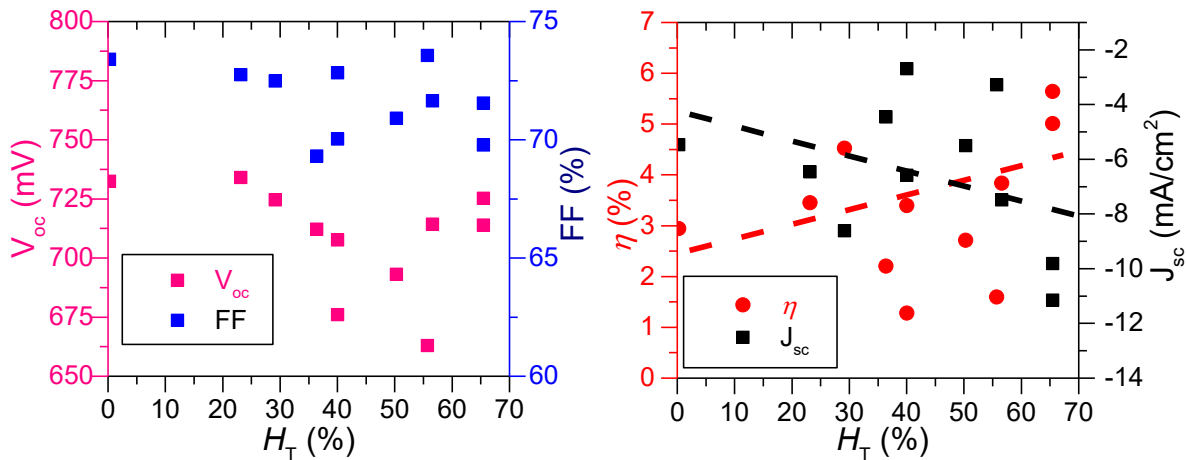 800
775
750
725
700
675
650
V_oc (mV)
75
70
65
60
FF (%)
V_oc
FF
0 10 20 30 40 50 60 70
H_T (%)
7
6
5
4
3
2
1
0
η (%)
-2
-4
-6
-8
-10
-12
-14
J_sc (mA/cm²)
η
J_sc
0 10 20 30 40 50 60 70
H_T (%)